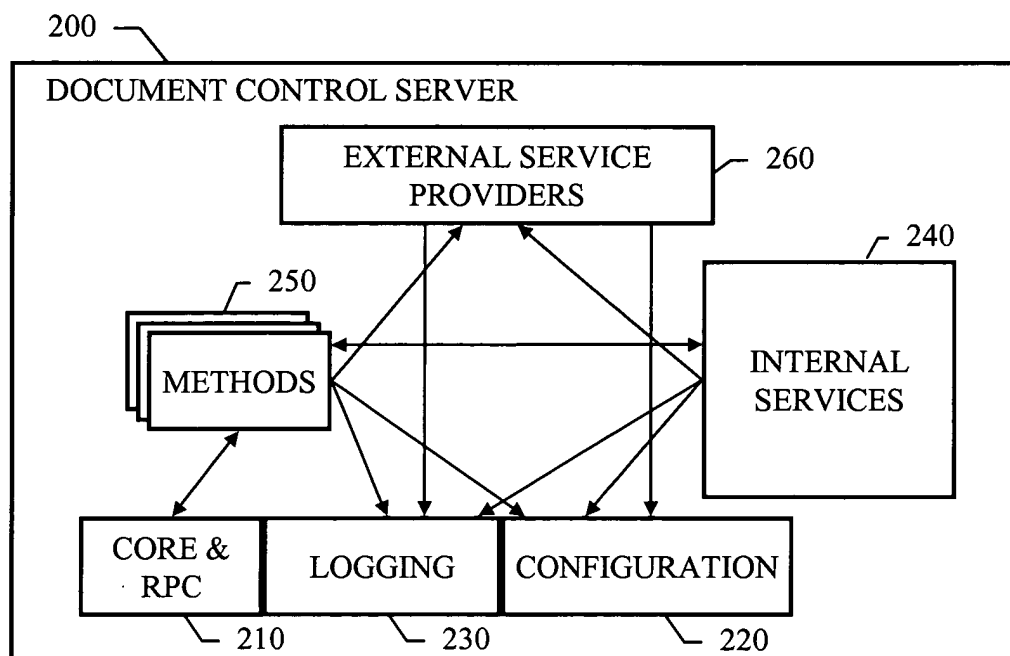 200
DOCUMENT CONTROL SERVER
EXTERNAL SERVICE
PROVIDERS
260
240
250
METHODS
INTERNAL
SERVICES
CORE &
RPC
LOGGING
CONFIGURATION
210
230
220